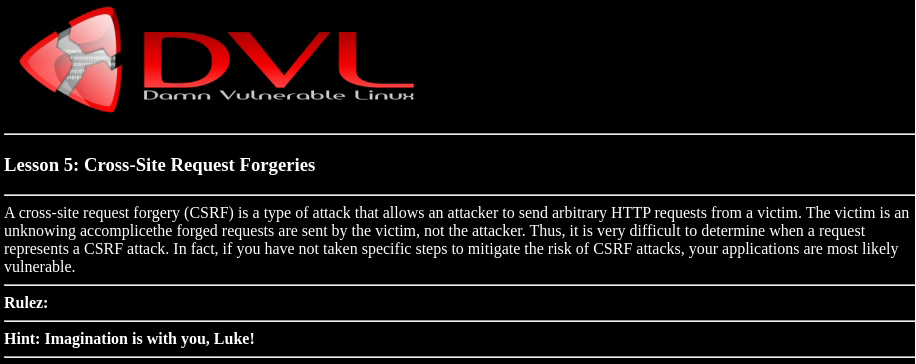 DVL
Damn Vulnerable Linux
Lesson 5: Cross-Site Request Forgeries
A cross-site request forgery (CSRF) is a type of attack that allows an attacker to send arbitrary HTTP requests from a victim. The victim is an
unknowing accomplicethe forged requests are sent by the victim, not the attacker. Thus, it is very difficult to determine when a request
represents a CSRF attack. In fact, if you have not taken specific steps to mitigate the risk of CSRF attacks, your applications are most likely
vulnerable.
Rulez:
Hint: Imagination is with you, Luke!